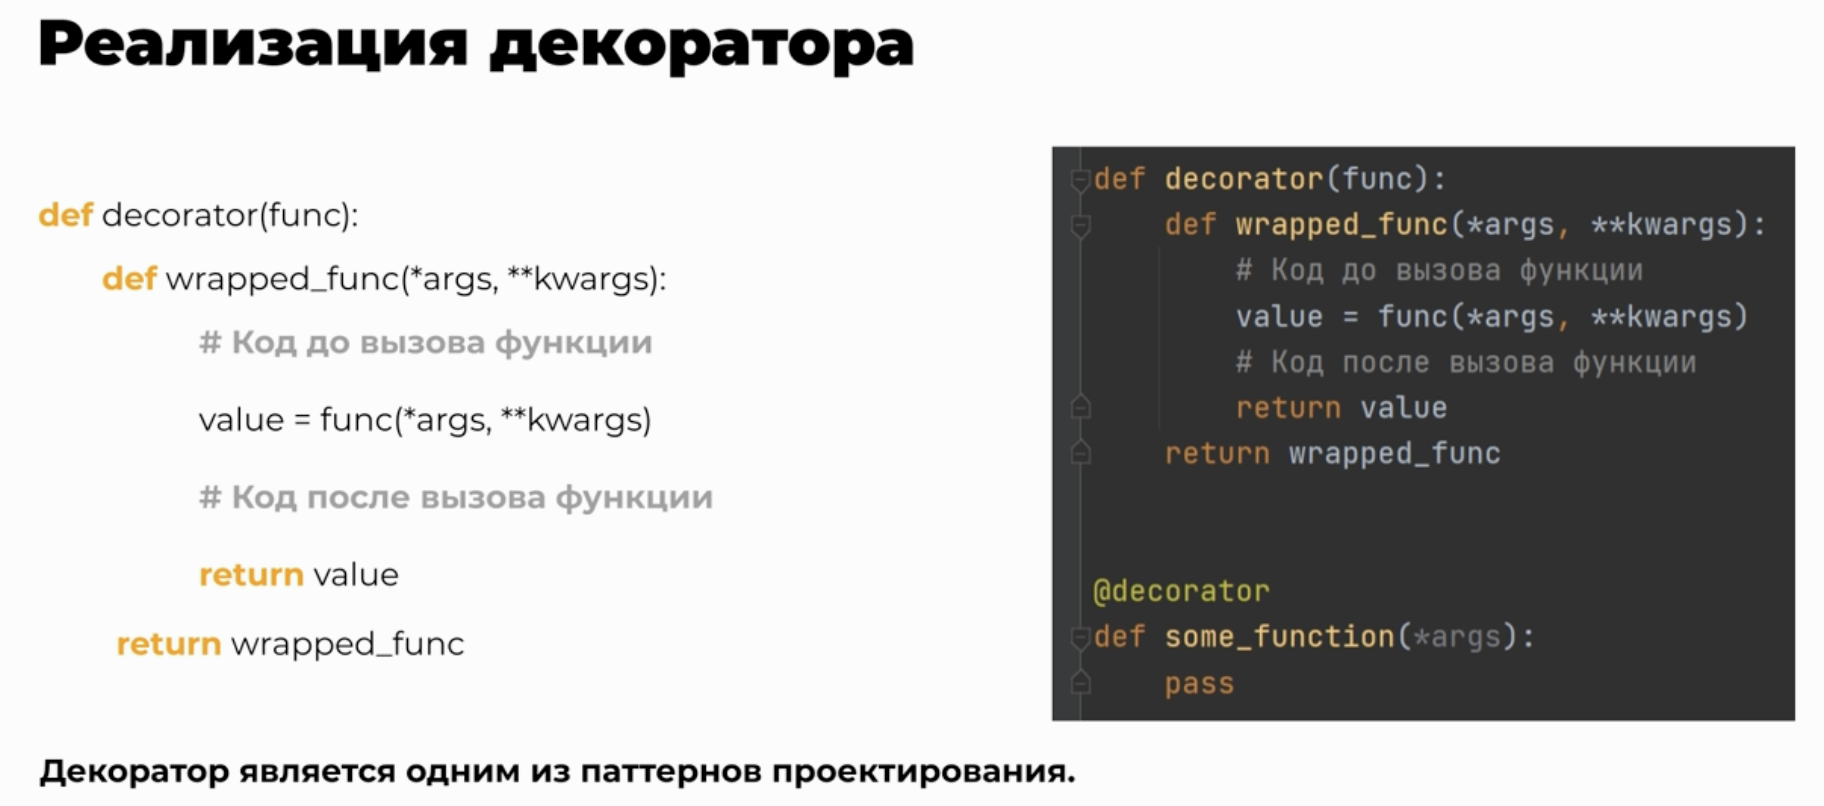 Реализация декоратора
def decorator(func):
def wrapped_func(*args, **kwargs):
# Код до вызова функции
value = func(*args, **kwargs)
# Код после вызова функции
return value
return wrapped_func
def decorator(func):
def wrapped_func(*args, **kwargs):
# Код до вызова функции
value = func(*args, **kwargs)
# Код после вызова функции
return value
return wrapped_func
@decorator
def some_function(*args):
pass
Декоратор является одним из паттернов проектирования.